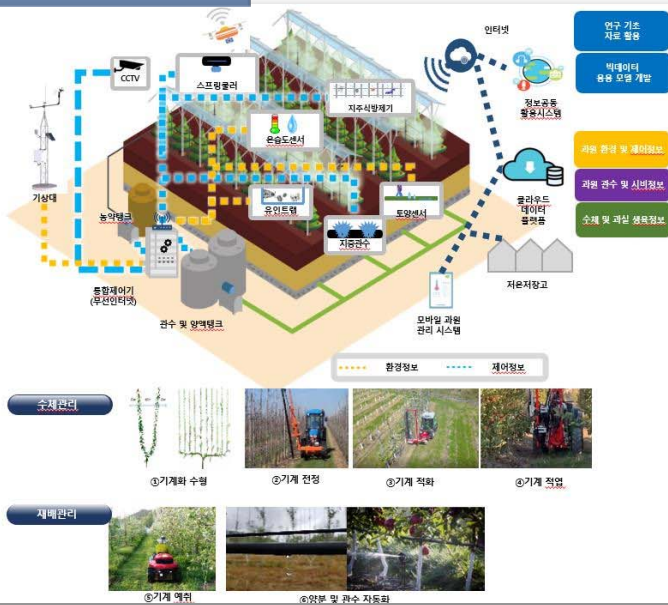 인터넷
연구 기초
자료 활용
CCTV
스프링쿨러
지주식방제기
빅데이터
응용 모델 개발
정보공동
활용시스템
온습도센서
과원 환경 및 제어정보
기상대
농약탱크
유인트랩
토양센서
클라우드
데이터
플랫폼
과원 관수 및 시비정보
지중관수
수체 및 과실 생육정보
통합제어기
(무선인터넷)
관수 및 양액탱크
모바일 과원
관리 시스템
저온저장고
환경정보
제어정보
수체관리
①기계화 수형
②기계 전정
③기계 적화
④기계 적엽
재배관리
⑤기계 예취
⑥양분 및 관수 자동화